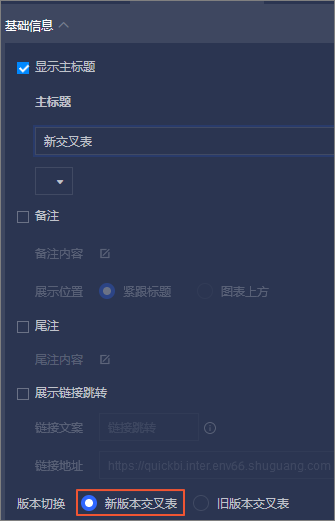 基础信息
显示主标题
主标题
新交叉表
备注
备注内容
展示位置 紧跟标题 图表上方
尾注
尾注内容
展示链接跳转
链接文案 链接跳转
链接地址 https://quickbi.inter.env66.shuguang.com
版本切换 新版本交叉表 旧版本交叉表